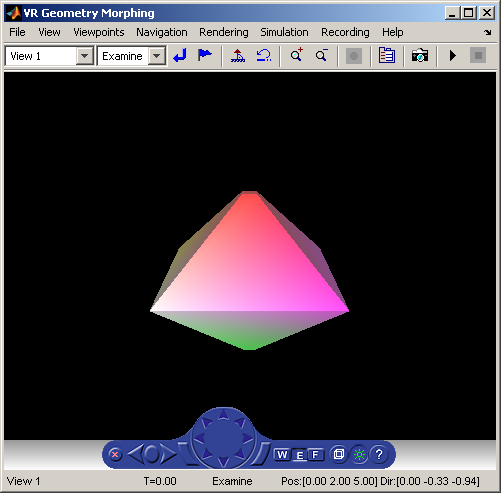 VR Geometry Morphing
File View Viewpoints Navigation Rendering Simulation Recording Help
View 1 Examine
W E F ?
View 1 T=0.00 Examine Pos:[0.00 2.00 5.00] Dir:[0.00 -0.33 -0.94]